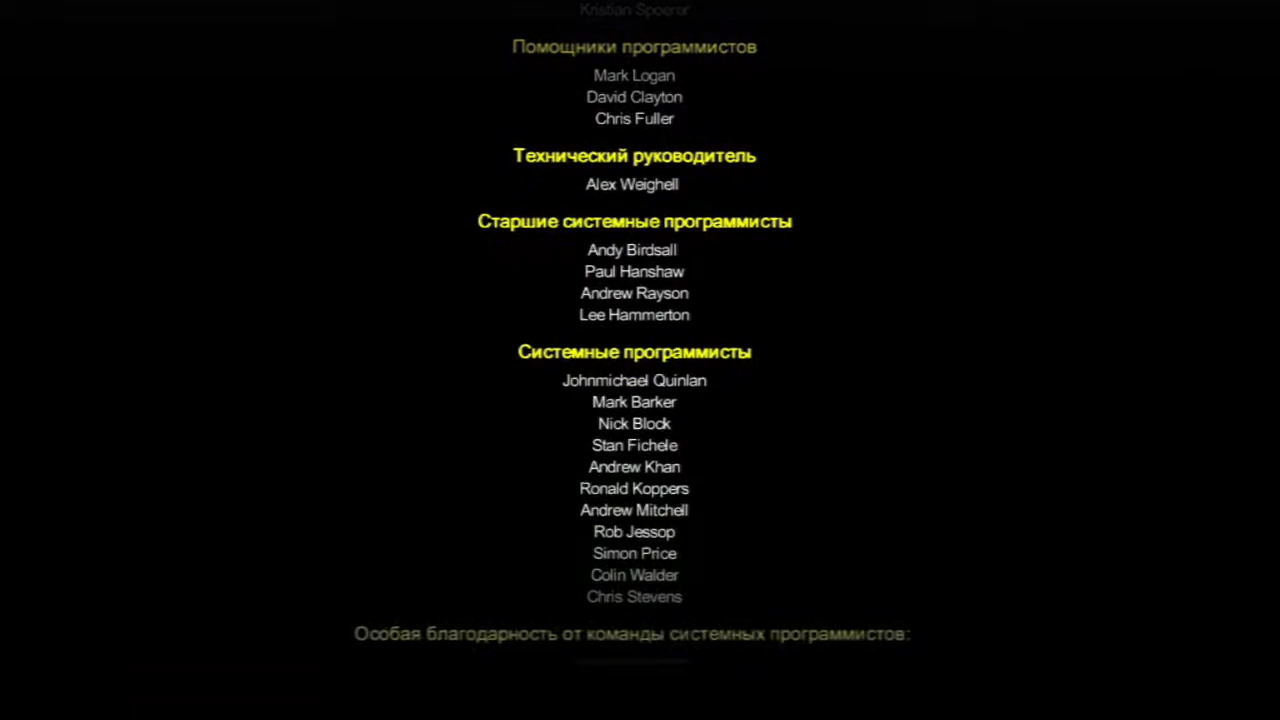 Kristian Spoerer
Помощники программистов
Mark Logan
David Clayton
Chris Fuller
Технический руководитель
Alex Weighell
Старшие системные программисты
Andy Birdsall
Paul Hanshaw
Andrew Rayson
Lee Hammerton
Системные программисты
Johnmichael Quinlan
Mark Barker
Nick Block
Stan Fichele
Andrew Khan
Ronald Koppers
Andrew Mitchell
Rob Jessop
Simon Price
Colin Walder
Chris Stevens
Особая благодарность от команды системных программистов: